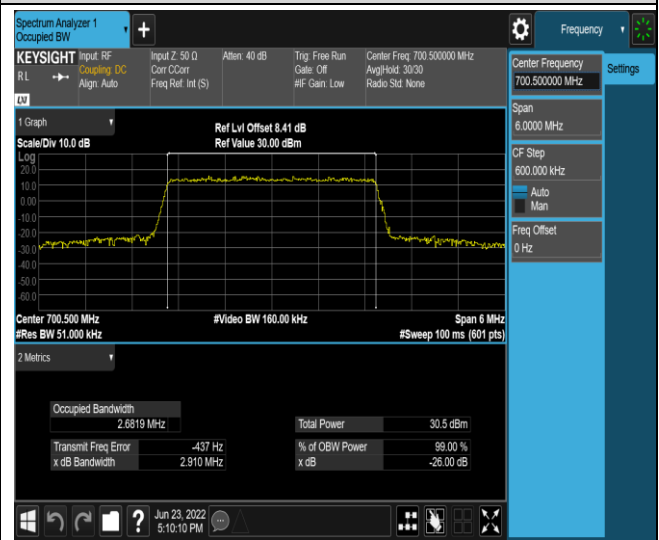 Spectrum Analyzer 1
Occupied BW
+
Frequency
KEYSIGHT
RL
LXI
Input: RF
Coupling: DC
Align: Auto
Input Z: 50 Ω
Corr CCorr
Freq Ref: Int (S)
Atten: 40 dB
Trig: Free Run
Gate: Off
#IF Gain: Low
Center Freq: 700.500000 MHz
Avg|Hold: 30/30
Radio Std: None
Center Frequency
700.500000 MHz
Settings
Span
6.0000 MHz
CF Step
600.000 kHz
Auto
Man
Freq Offset
0 Hz
1 Graph
Scale/Div 10.0 dB
Ref Lvl Offset 8.41 dB
Ref Value 30.00 dBm
Log
20.0
10.0
0.00
-10.0
-20.0
-30.0
-40.0
-50.0
-60.0
Center 700.500 MHz
#Video BW 160.00 kHz
Span 6 MHz
#Res BW 51.000 kHz
#Sweep 100 ms (601 pts)
2 Metrics
Occupied Bandwidth
2.6819 MHz
Total Power 30.5 dBm
Transmit Freq Error -437 Hz
% of OBW Power 99.00 %
x dB Bandwidth 2.910 MHz
x dB -26.00 dB
?
Jun 23, 2022
5:10:10 PM